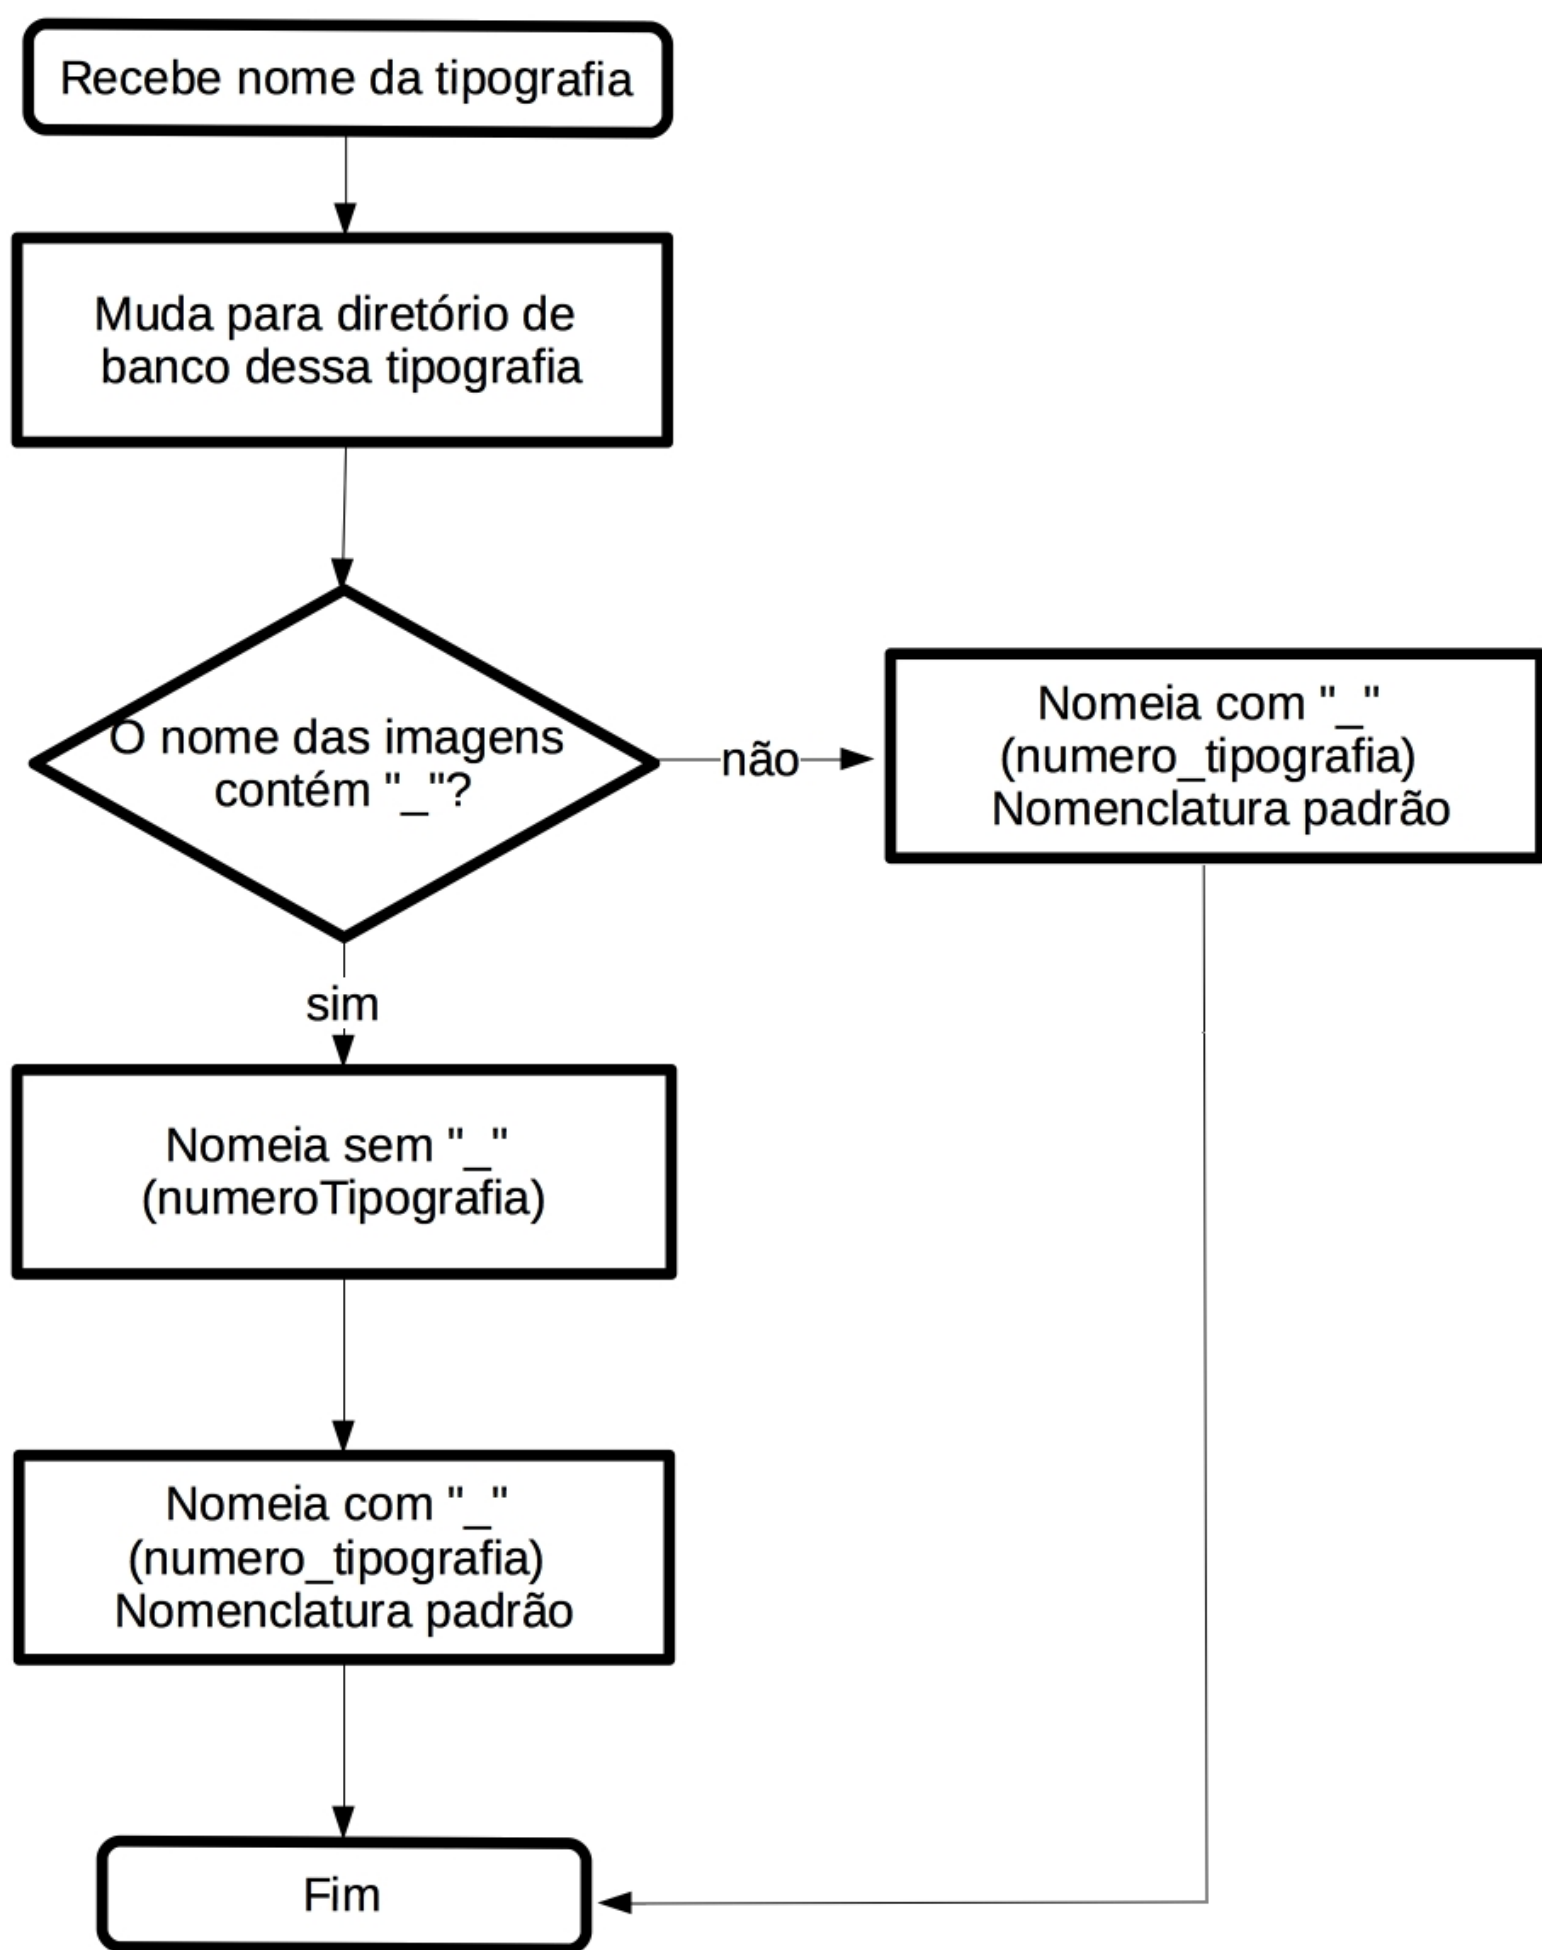 Recebe nome da tipografia
Muda para diretório de
banco dessa tipografia
O nome das imagens
contém "_"?
não
Nomeia com "_"
(numero_tipografia)
Nomenclatura padrão
sim
Nomeia sem "_"
(numeroTipografia)
Nomeia com "_"
(numero_tipografia)
Nomenclatura padrão
Fim